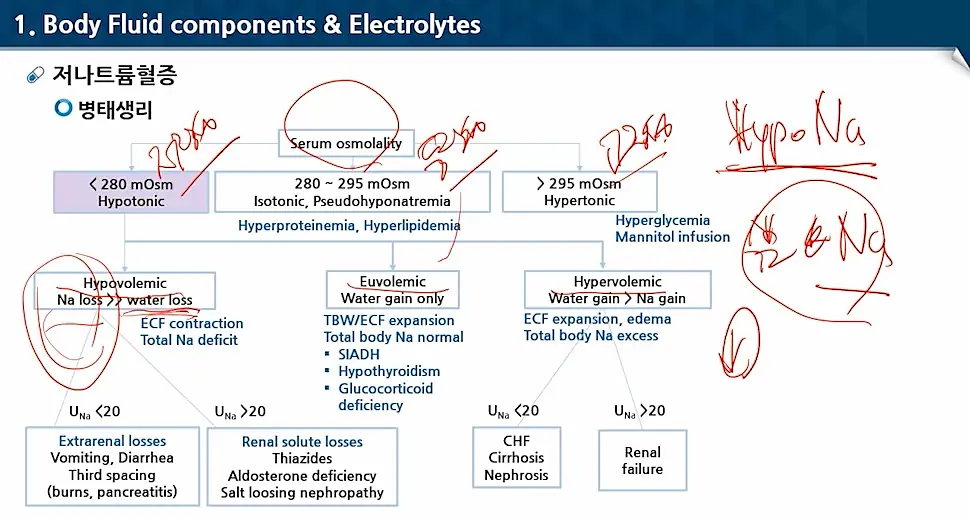 1. Body Fluid components & Electrolytes
저나트륨혈증
병태생리
Serum osmolality
< 280 mOsm
Hypotonic
280 ~ 295 mOsm
Isotonic, Pseudohyponatremia
> 295 mOsm
Hypertonic
Hyperproteinemia, Hyperlipidemia
Hyperglycemia
Mannitol infusion
Hypo Na
Na
Hypovolemic
Na loss >> water loss
ECF contraction
Total Na deficit
Euvolemic
Water gain only
TBW/ECF expansion
Total body Na normal
SIADH
Hypothyroidism
Glucocorticoid
deficiency
Hypervolemic
Water gain > Na gain
ECF expansion, edema
Total body Na excess
UNa <20
UNa >20
UNa <20
UNa >20
Extrarenal losses
Vomiting, Diarrhea
Third spacing
(burns, pancreatitis)
Renal solute losses
Thiazides
Aldosterone deficiency
Salt loosing nephropathy
CHF
Cirrhosis
Nephrosis
Renal
failure